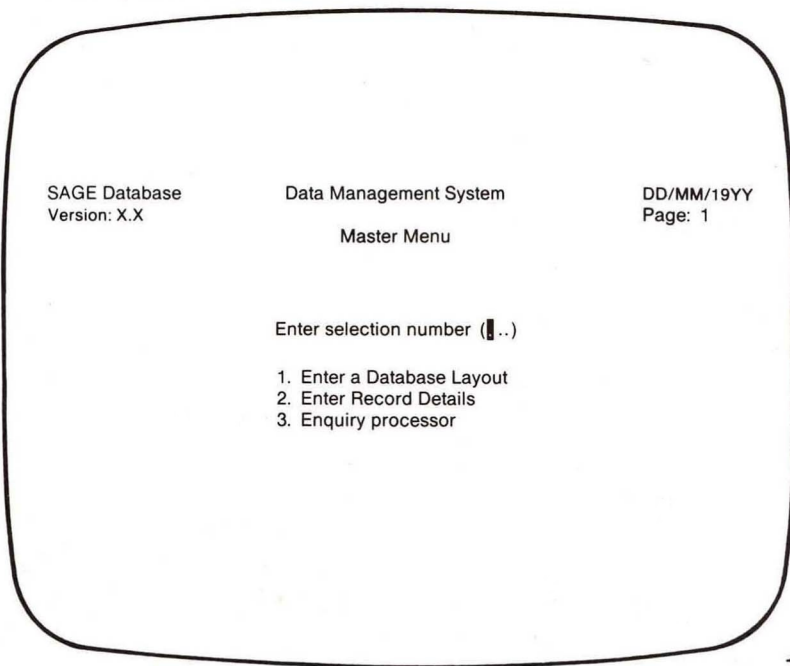 SAGE Database Data Management System DD/MM/19YY
Version: X.X Page: 1
Master Menu
Enter selection number (...)
1. Enter a Database Layout
2. Enter Record Details
3. Enquiry processor